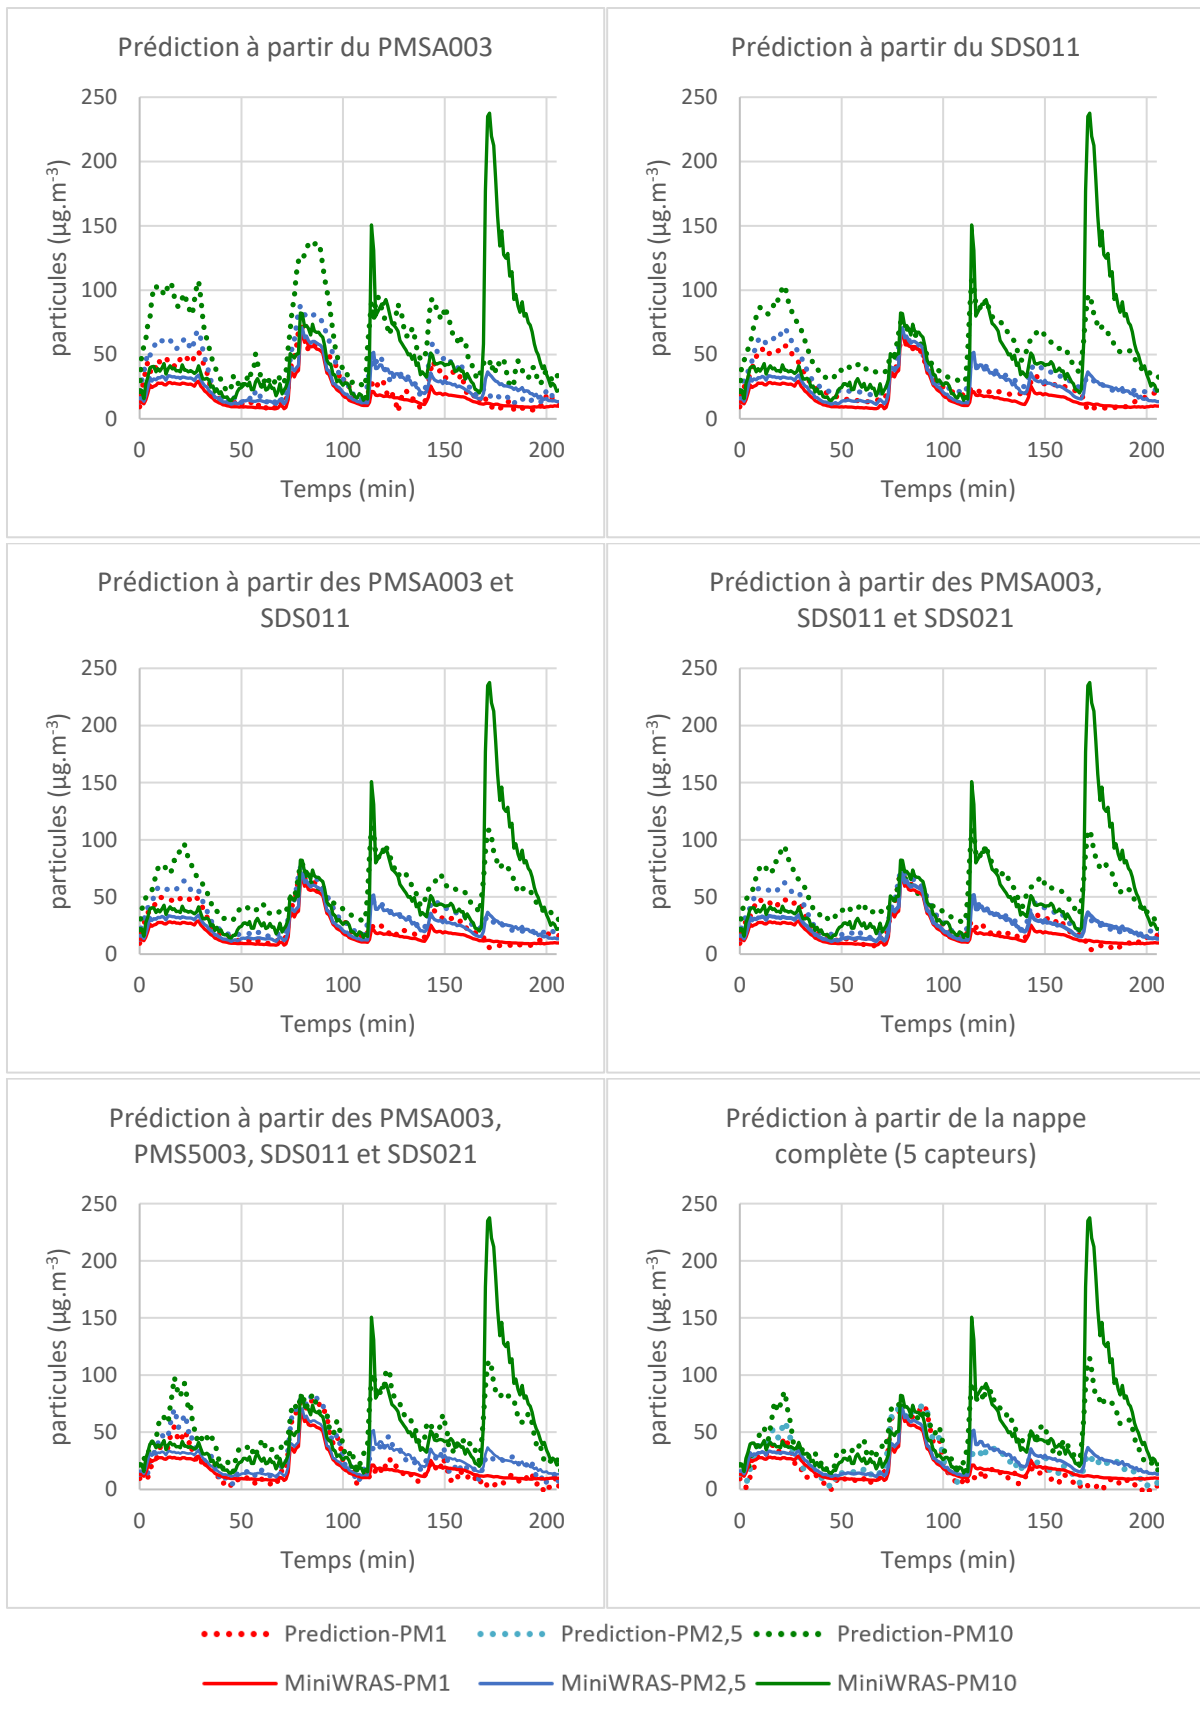 Prédiction à partir du PMSA003
250
200
150
100
50
0
particules (µg.m⁻³)
0 50 100 150 200
Temps (min)
Prédiction à partir du SDS011
250
200
150
100
50
0
particules (µg.m⁻³)
0 50 100 150 200
Temps (min)
Prédiction à partir des PMSA003 et
SDS011
250
200
150
100
50
0
particules (µg.m⁻³)
0 50 100 150 200
Temps (min)
Prédiction à partir des PMSA003,
SDS011 et SDS021
250
200
150
100
50
0
particules (µg.m⁻³)
0 50 100 150 200
Temps (min)
Prédiction à partir des PMSA003,
PMS5003, SDS011 et SDS021
250
200
150
100
50
0
particules (µg.m⁻³)
0 50 100 150 200
Temps (min)
Prédiction à partir de la nappe
complète (5 capteurs)
250
200
150
100
50
0
particules (µg.m⁻³)
0 50 100 150 200
Temps (min)
Prediction-PM1 Prediction-PM2,5 Prediction-PM10
MiniWRAS-PM1 MiniWRAS-PM2,5 MiniWRAS-PM10